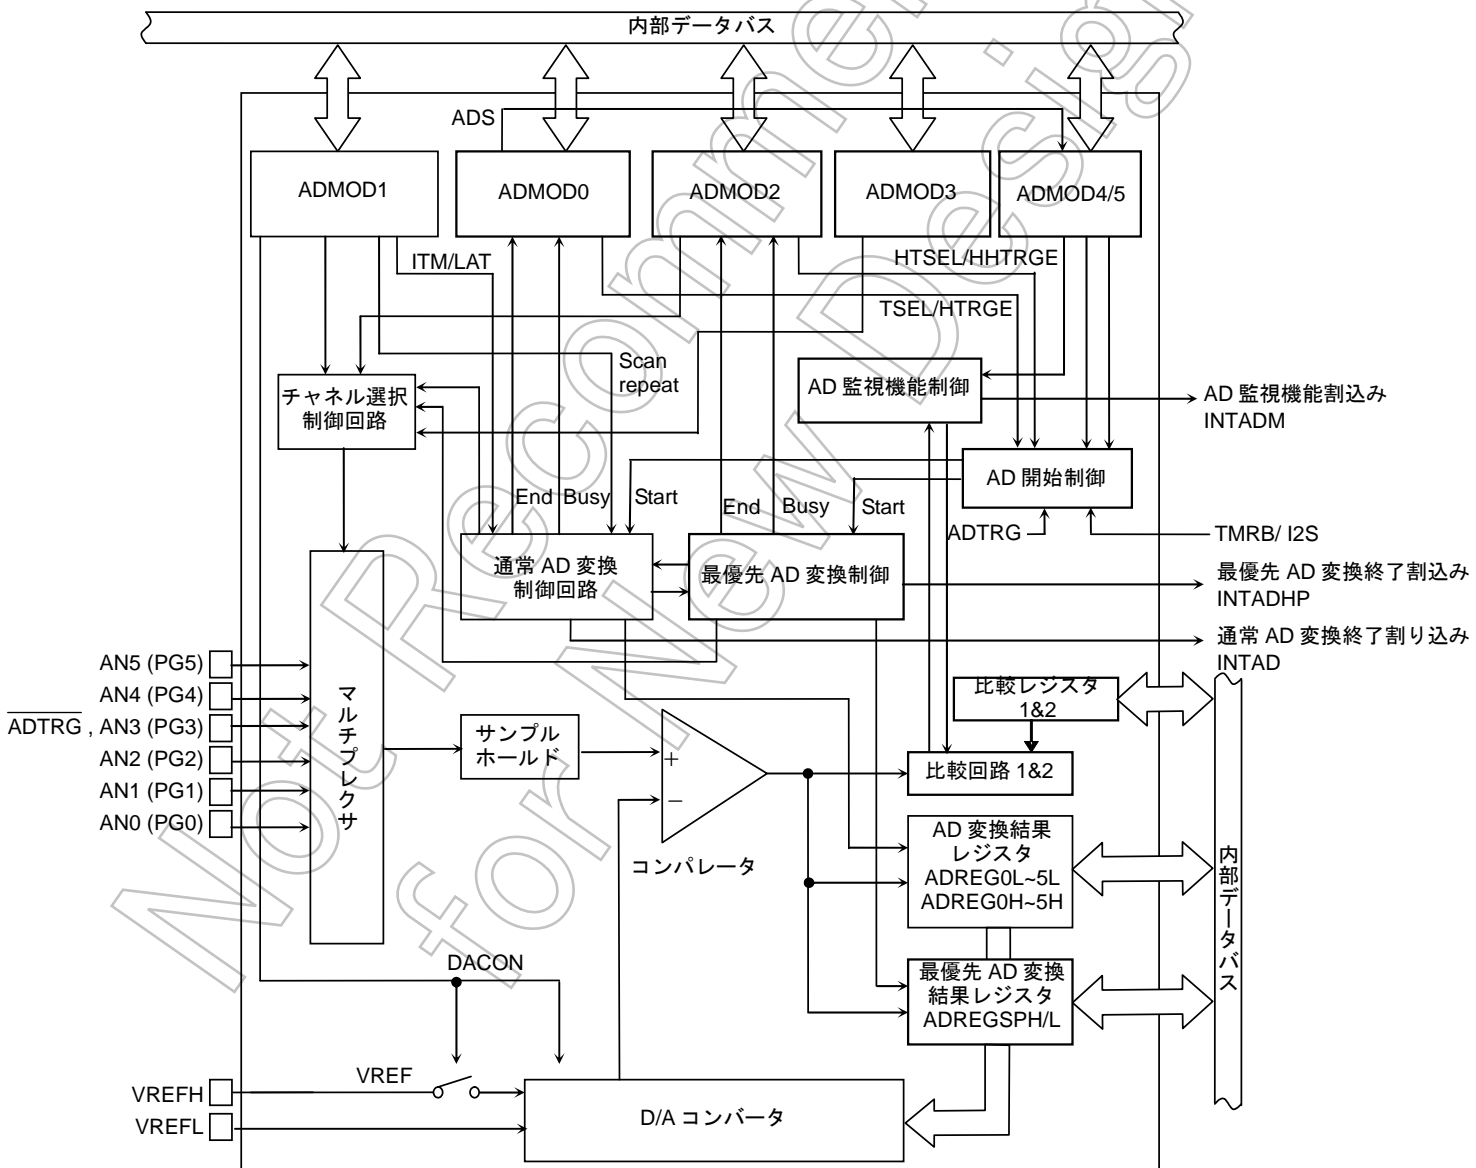 内部データバス
ADS
ADMOD1
ADMOD0
ADMOD2
ADMOD3
ADMOD4/5
ITM/LAT
HTSEL/HHTRGE
TSEL/HTRGE
Scan
repeat
チャネル選択
制御回路
AD 監視機能制御
AD 監視機能割込み
INTADM
AD 開始制御
End Busy
Start
End
Busy
Start
ADTRG
TMRB/ I2S
通常 AD 変換
制御回路
最優先 AD 変換制御
最優先 AD 変換終了割込み
INTADHP
通常 AD 変換終了割り込み
INTAD
AN5 (PG5)
AN4 (PG4)
ADTRG , AN3 (PG3)
AN2 (PG2)
AN1 (PG1)
AN0 (PG0)
マルチプレクサ
サンプル
ホールド
+
−
コンパレータ
比較レジスタ
1&2
比較回路 1&2
AD 変換結果
レジスタ
ADREG0L~5L
ADREG0H~5H
最優先 AD 変換
結果レジスタ
ADREGSPH/L
内部データバス
DACON
VREF
VREFH
VREFL
D/A コンバータ
Not Recommen
for New Desig